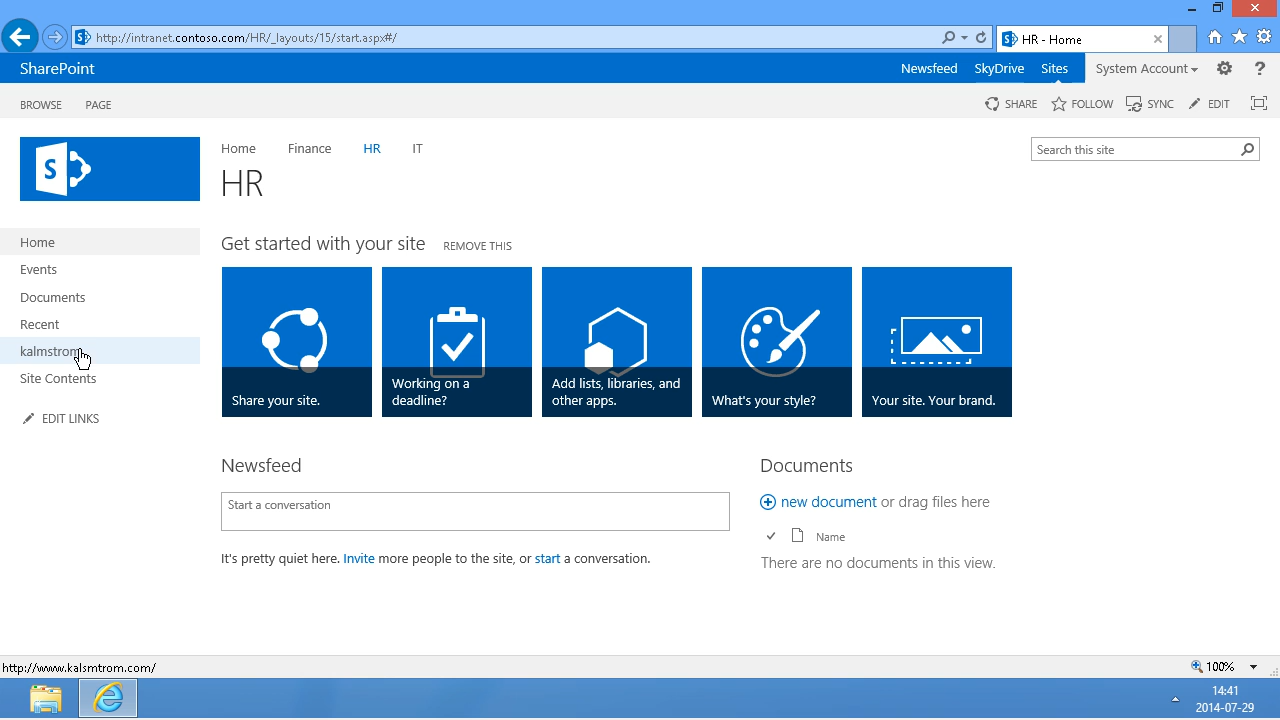 http://intranet.contoso.com/HR/_layouts/15/start.aspx#/
HR - Home
SharePoint
Newsfeed SkyDrive Sites System Account ?
BROWSE PAGE
SHARE FOLLOW SYNC EDIT
S
Home Finance HR IT
Search this site
HR
Home
Events
Documents
Recent
kalmstrom
Site Contents
EDIT LINKS
Get started with your site REMOVE THIS
Share your site.
Working on a
deadline?
Add lists, libraries, and
other apps.
What's your style?
Your site. Your brand.
Newsfeed
Start a conversation
It's pretty quiet here. Invite more people to the site, or start a conversation.
Documents
new document or drag files here
Name
There are no documents in this view.
http://www.kalsmtrom.com/
100%
14:41
2014-07-29